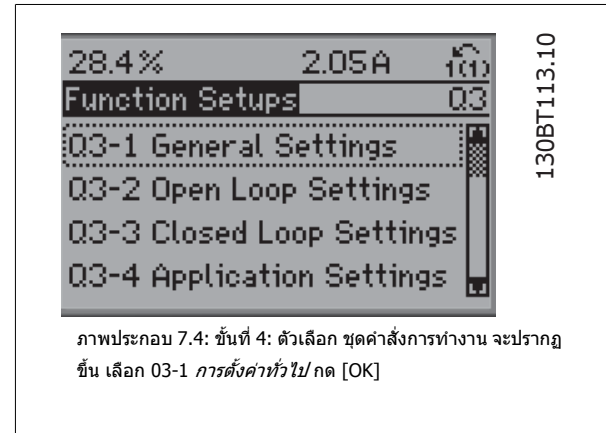 28.4% 2.05A 1(1)
Function Setups Q3
Q3-1 General Settings
Q3-2 Open Loop Settings
Q3-3 Closed Loop Settings
Q3-4 Application Settings
130BT113.10
ภาพประกอบ 7.4: ขั้นที่ 4: ตัวเลือก ชุดคำสั่งการทำงาน จะปรากฏ
ขึ้น เลือก 03-1 การตั้งค่าทั่วไป กด [OK]